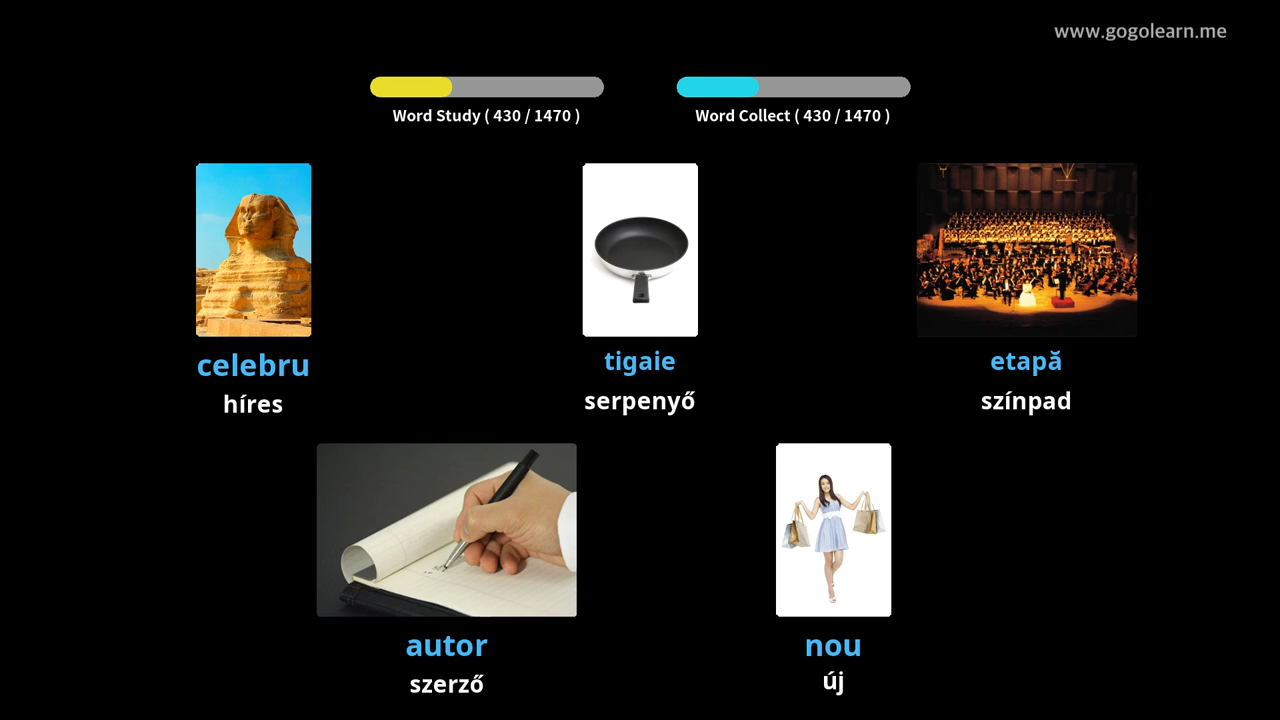 www.gogolearn.me
Word Study ( 430 / 1470 )
Word Collect ( 430 / 1470 )
celebru
híres
tigaie
serpenyő
etapă
színpad
autor
szerző
nou
új